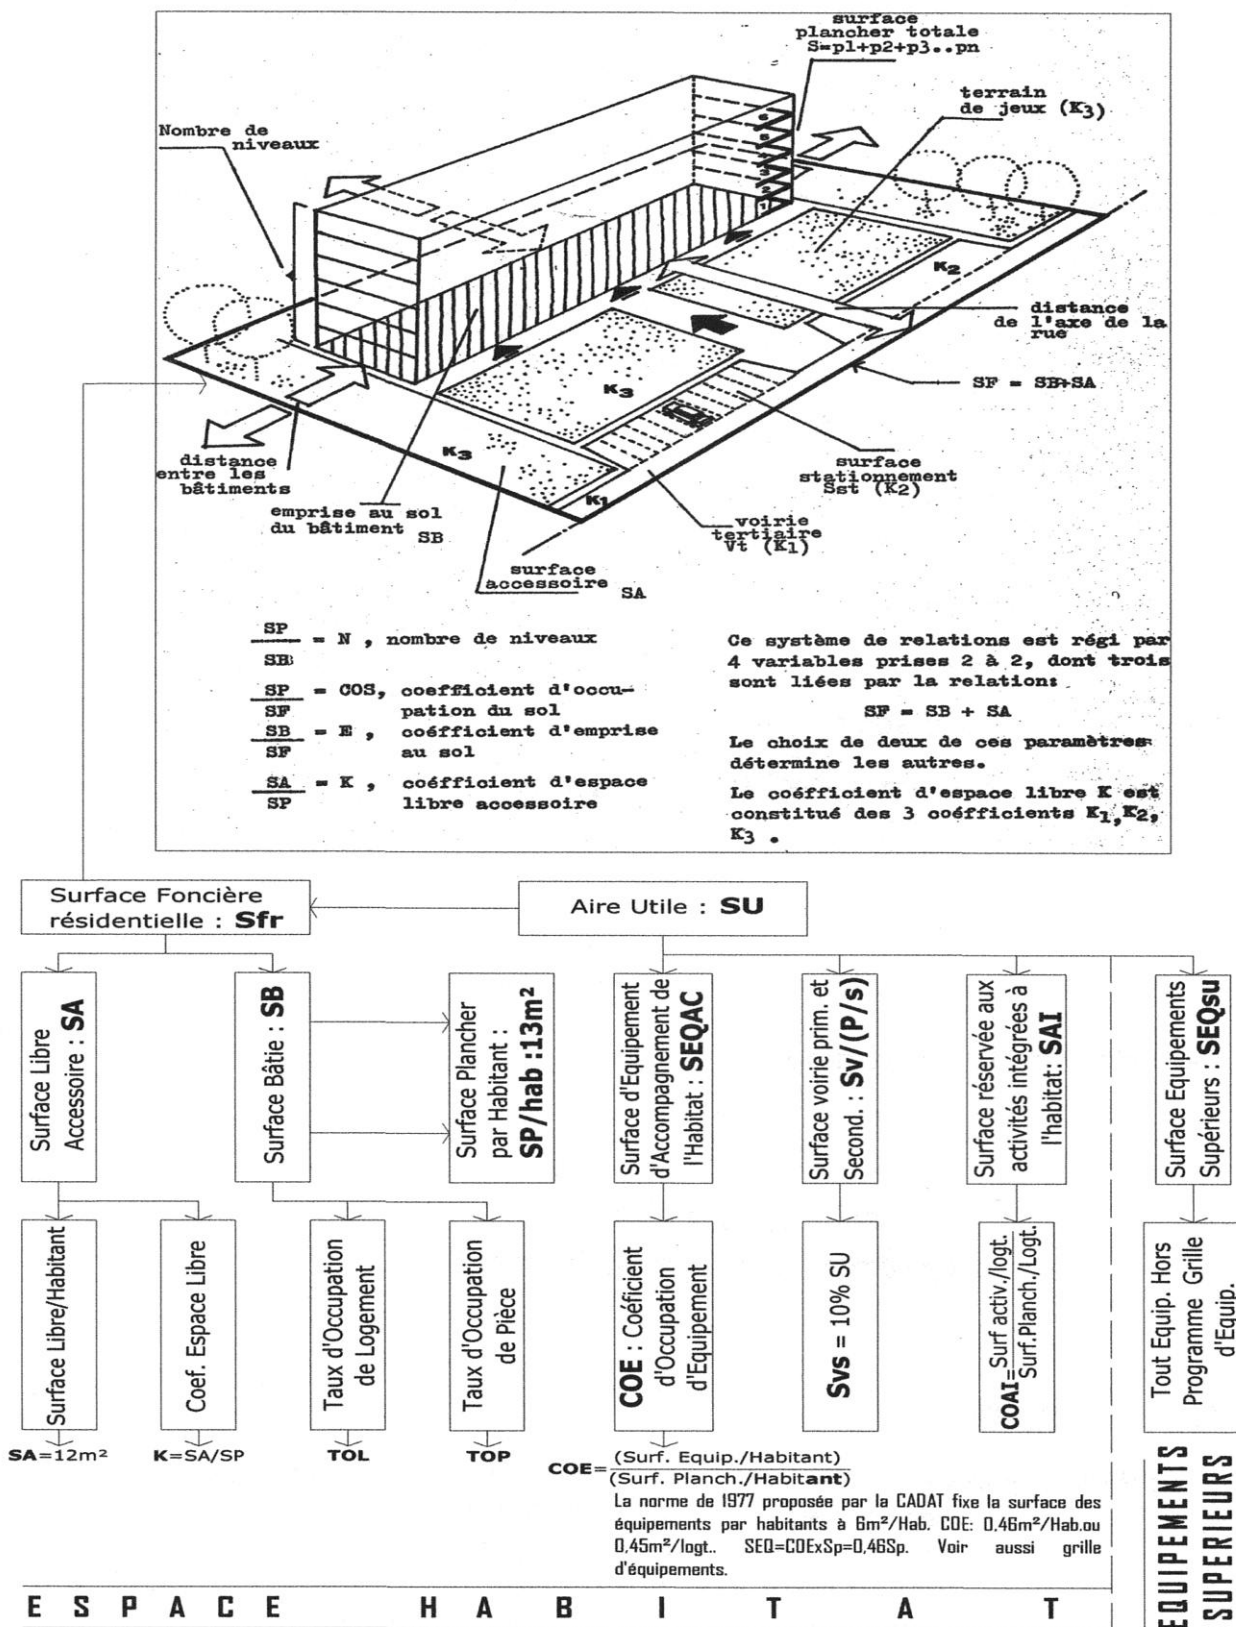 surface
plancher totale
S=p1+p2+p3..pn
terrain
de jeux (K3)
Nombre de
niveaux
6
5
4
3
2
1
K2
distance
de l'axe de la
rue
SF = SB+SA
K3
K3
K1
surface
stationnement
Sst (K2)
distance
entre les
bâtiments
emprise au sol
du bâtiment SB
voirie
tertiaire
Vt (K1)
surface
accessoire SA
SP
SB = N , nombre de niveaux
SP
SF = COS, coefficient d'occu-
pation du sol
SB
SF = E , coéfficient d'emprise
au sol
SA
SP = K , coéfficient d'espace
libre accessoire
Ce système de relations est régi par
4 variables prises 2 à 2, dont trois
sont liées par la relation:
SF = SB + SA
Le choix de deux de ces paramètres
détermine les autres.
Le coéfficient d'espace libre K est
constitué des 3 coéfficients K1,K2,
K3 .
Surface Foncière
résidentielle : Sfr
Aire Utile : SU
Surface Libre
Accessoire : SA
Surface Bâtie : SB
Surface Plancher
par Habitant :
SP/hab :13m²
Surface d'Equipement
d'Accompagnement de
l'Habitat : SEQAC
Surface voirie prim. et
Second. : Sv/(P/s)
Surface réservée aux
activités intégrées à
l'habitat: SAI
Surface Equipements
Supérieurs : SEQsu
Surface Libre/Habitant
Coef. Espace Libre
Taux d'Occupation
de Logement
Taux d'Occupation
de Pièce
COE : Coéficient
d'Occupation
d'Equipement
Svs = 10% SU
COAI=Surf activ./logt.
Surf.Planch./Logt.
Tout Equip. Hors
Programme Grille
d'Equip.
SA=12m²
K=SA/SP
TOL
TOP
COE=(Surf. Equip./Habitant)
(Surf. Planch./Habitant)
La norme de 1977 proposée par la CADAT fixe la surface des
équipements par habitants à 6m²/Hab. COE: 0,46m²/Hab.ou
0,45m²/logt.. SEQ=COExSp=0,46Sp. Voir aussi grille
d'équipements.
ESPACE HABITAT
EQUIPEMENTS
SUPERIEURS